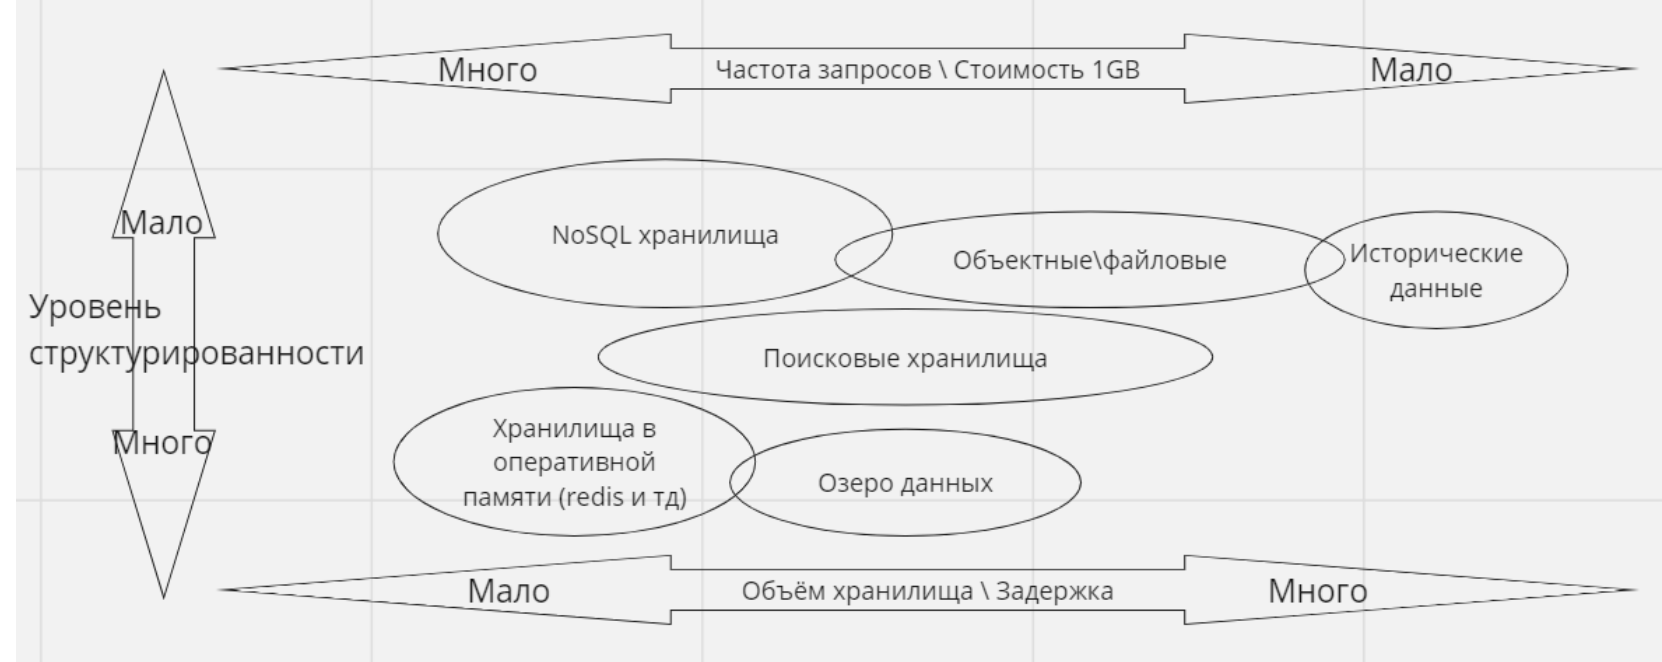 Много
Частота запросов \ Стоимость 1GB
Мало
Мало
NoSQL хранилища
Объектные\файловые
Исторические
данные
Уровень
структурированности
Поисковые хранилища
Много
Хранилища в
оперативной
памяти (redis и тд)
Озеро данных
Мало
Объём хранилища \ Задержка
Много